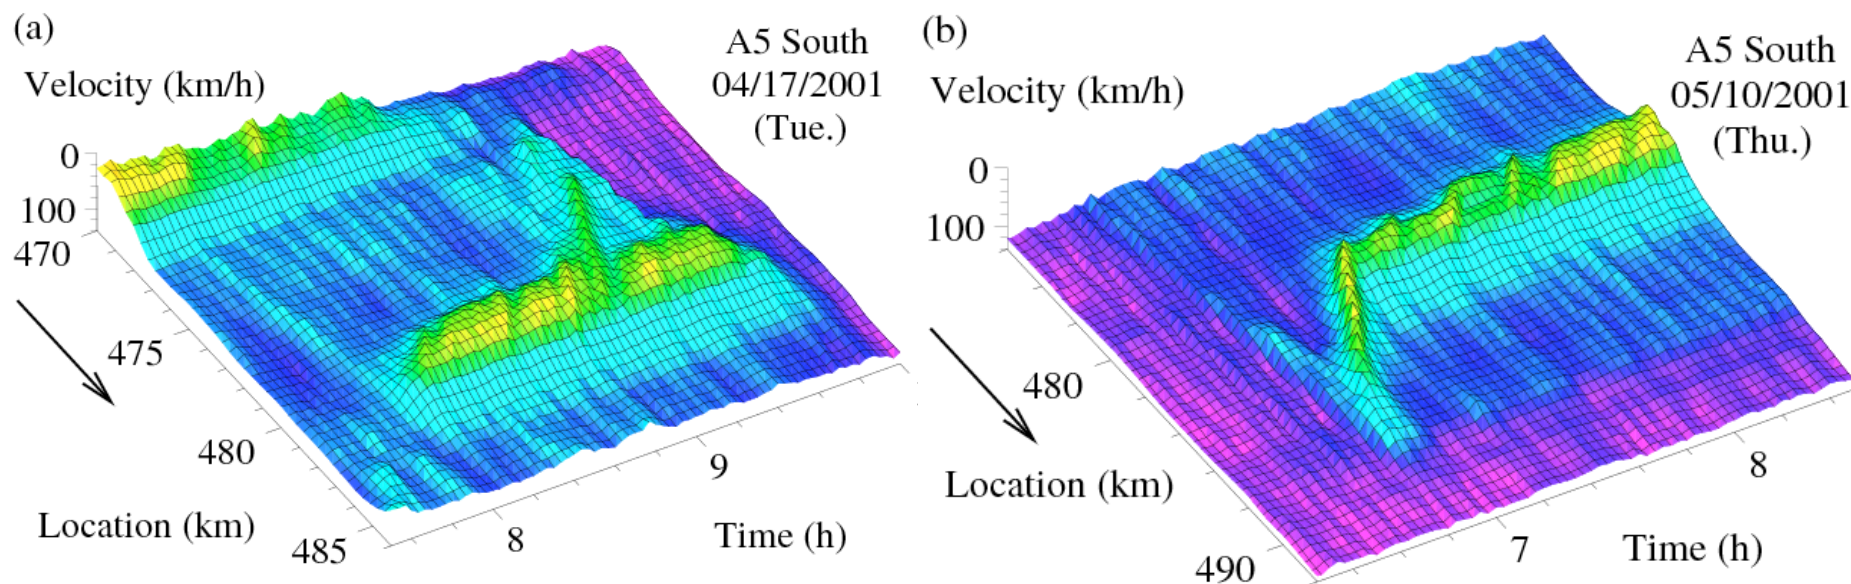 (a)
A5 South
04/17/2001
(Tue.)
Velocity (km/h)
0
100
470
475
480
485
Location (km)
8
9
Time (h)
(b)
A5 South
05/10/2001
(Thu.)
Velocity (km/h)
0
100
480
490
Location (km)
7
8
Time (h)